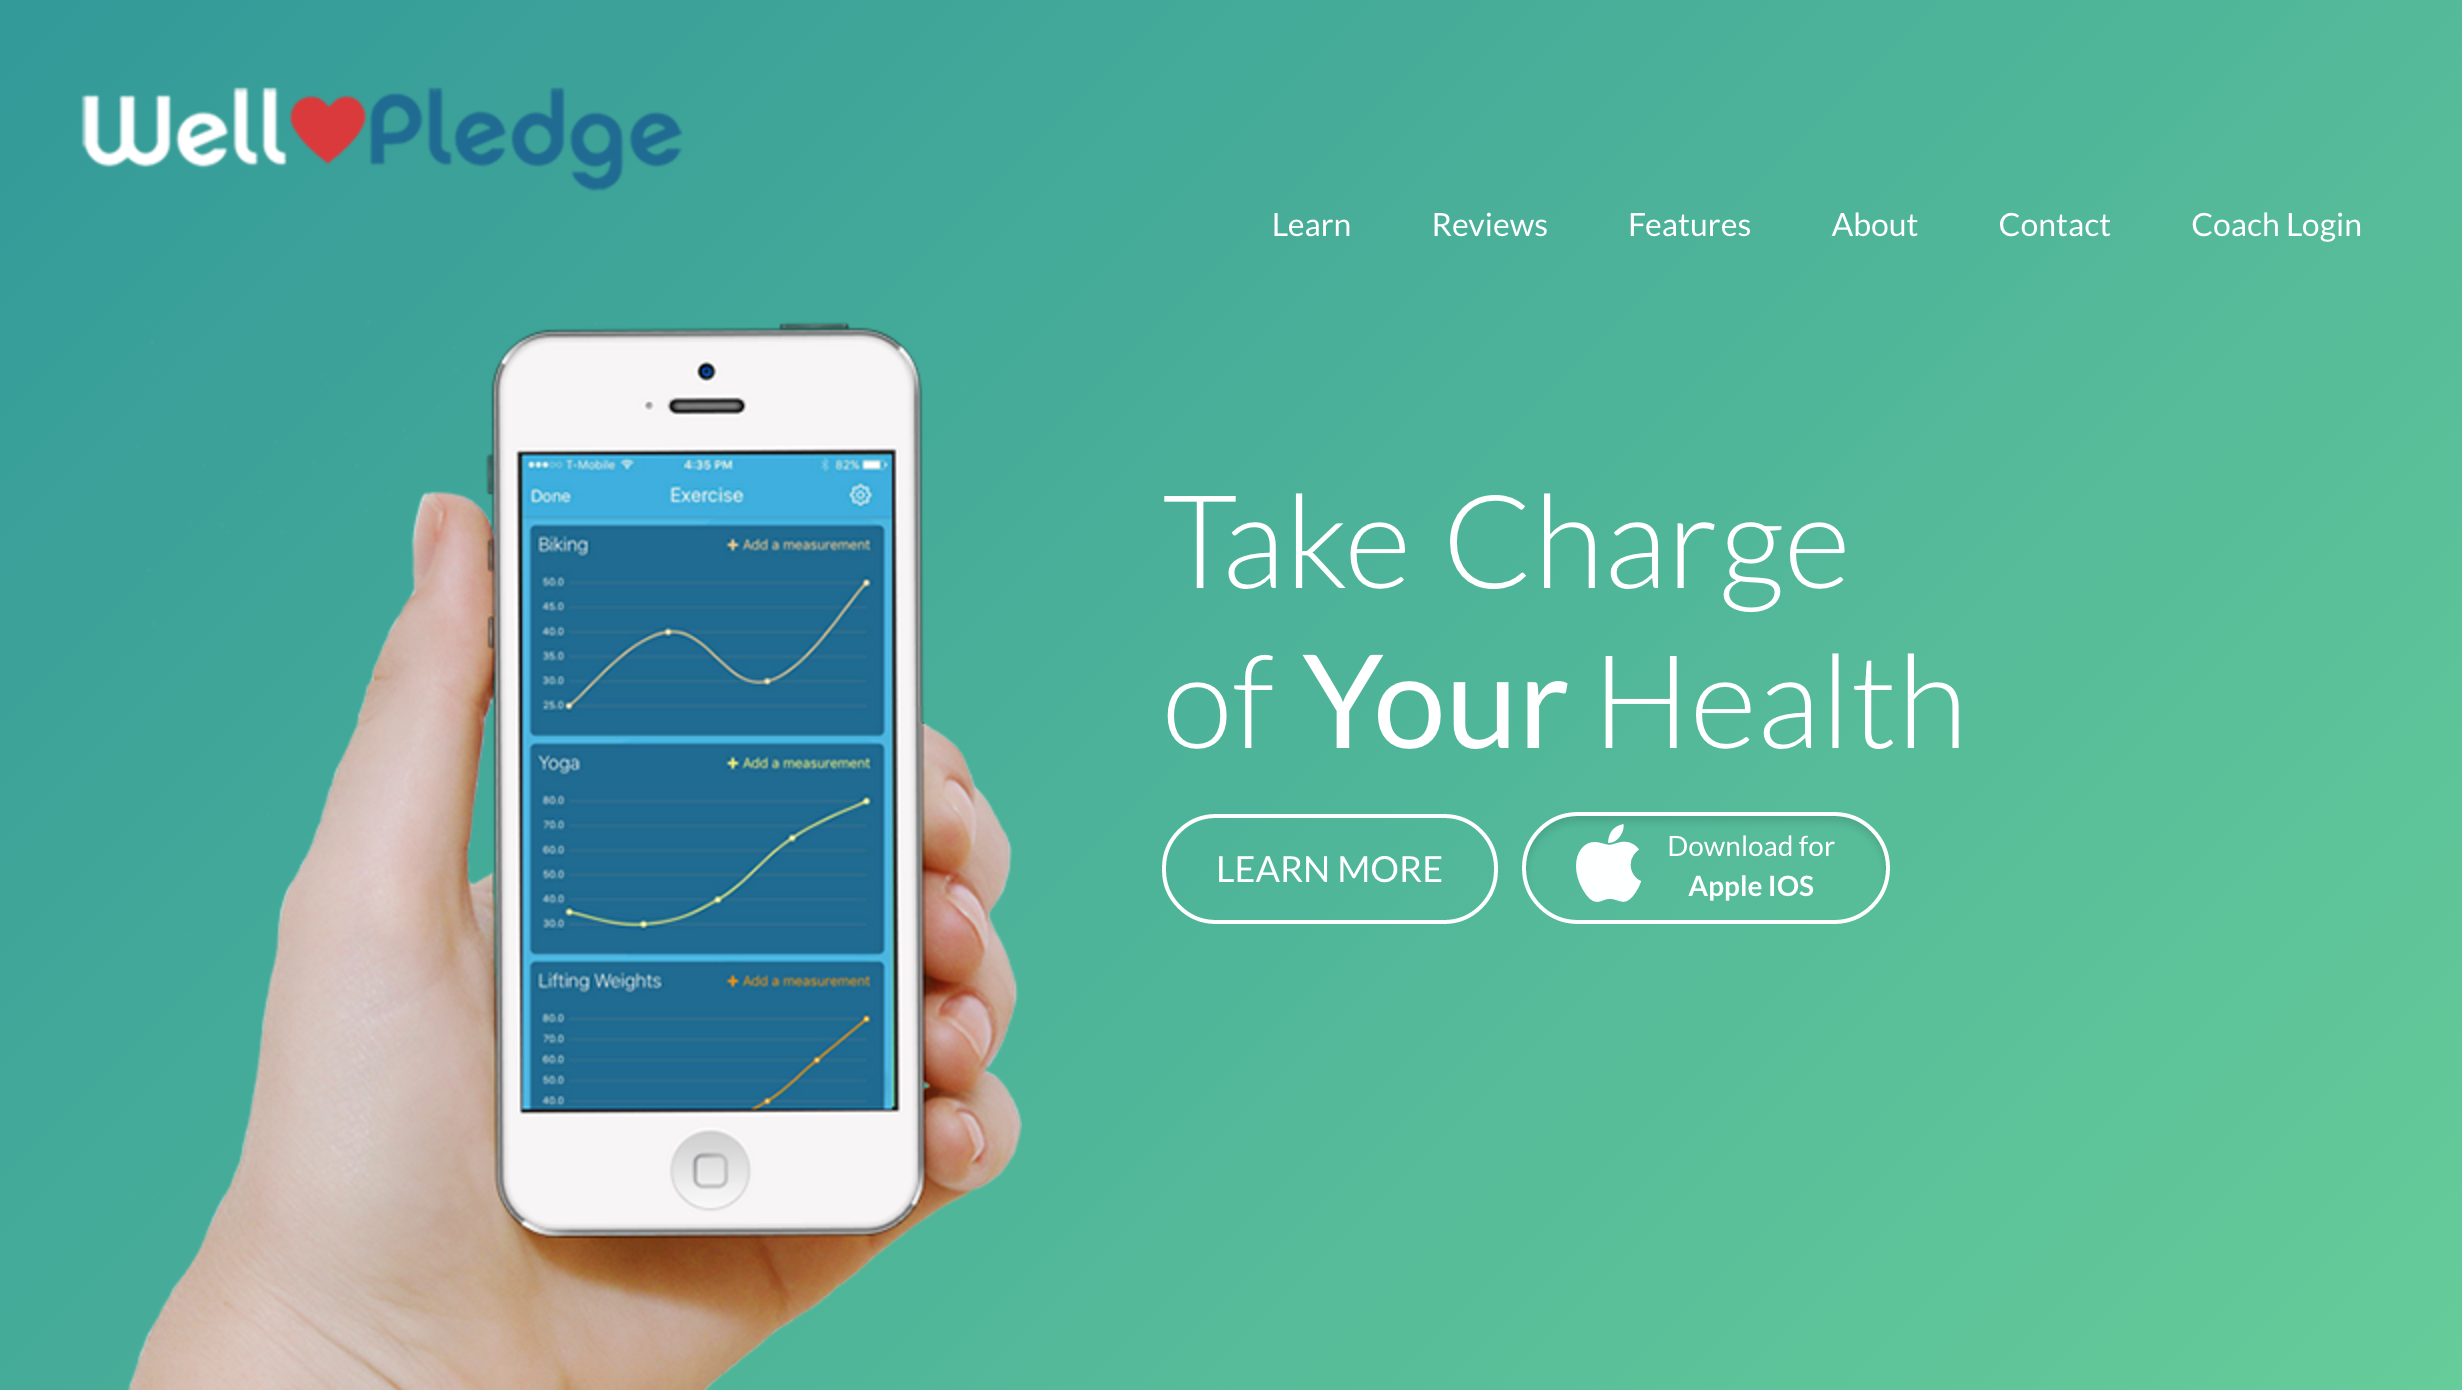 Well Pledge
Learn Reviews Features About Contact Coach Login
T-Mobile 4:35 PM 82%
Done Exercise
Biking + Add a measurement
50.0
45.0
40.0
35.0
30.0
25.0
Yoga + Add a measurement
80.0
70.0
60.0
50.0
40.0
30.0
Lifting Weights + Add a measurement
80.0
70.0
60.0
50.0
40.0
Take Charge
of Your Health
LEARN MORE
Download for
Apple IOS